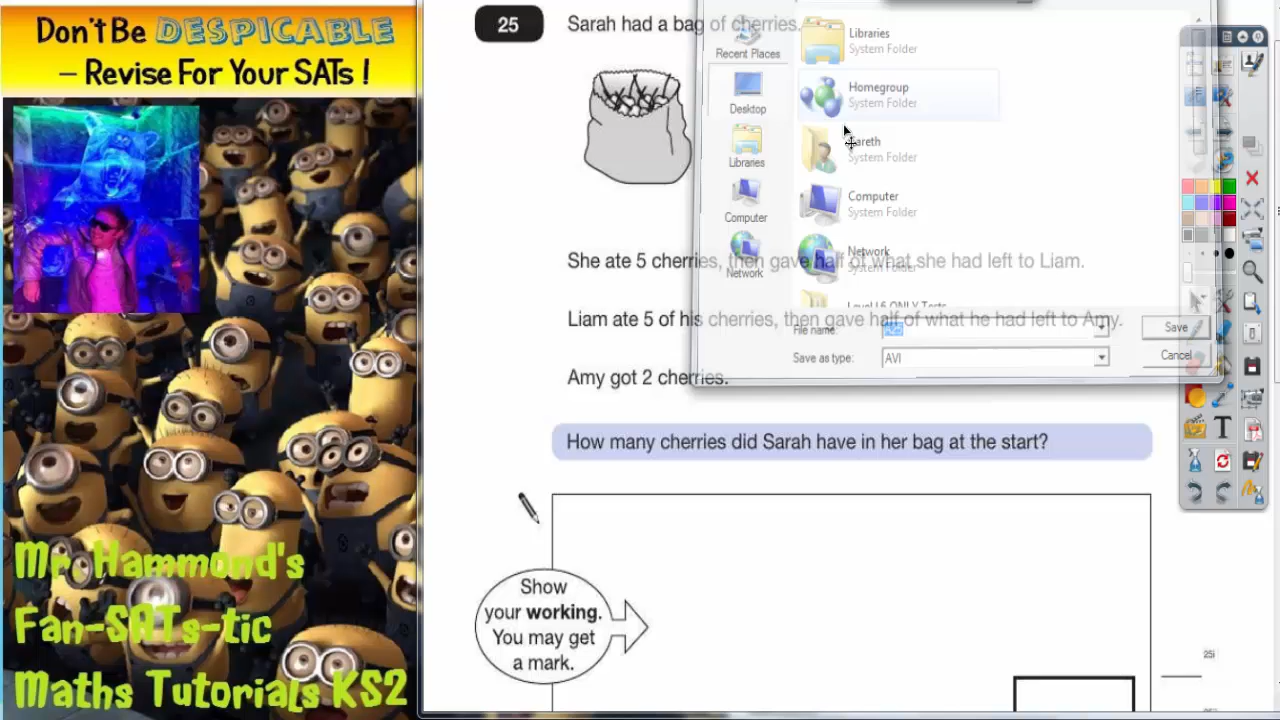 Don't Be DESPICABLE
– Revise For Your SATs !
Mr. Hammond's
Fan-SATs-tic
Maths Tutorials KS2
25
Sarah had a bag of cherries.
She ate 5 cherries, then gave half of what she had left to Liam.
Liam ate 5 of his cherries, then gave half of what he had left to Amy.
Amy got 2 cherries.
How many cherries did Sarah have in her bag at the start?
Show
your working.
You may get
a mark.
25i
Recent Places
Desktop
Libraries
Computer
Network
Libraries
System Folder
Homegroup
System Folder
Gareth
System Folder
Computer
System Folder
Network
System Folder
File name:
Save
Save as type:
AVI
Cancel
T